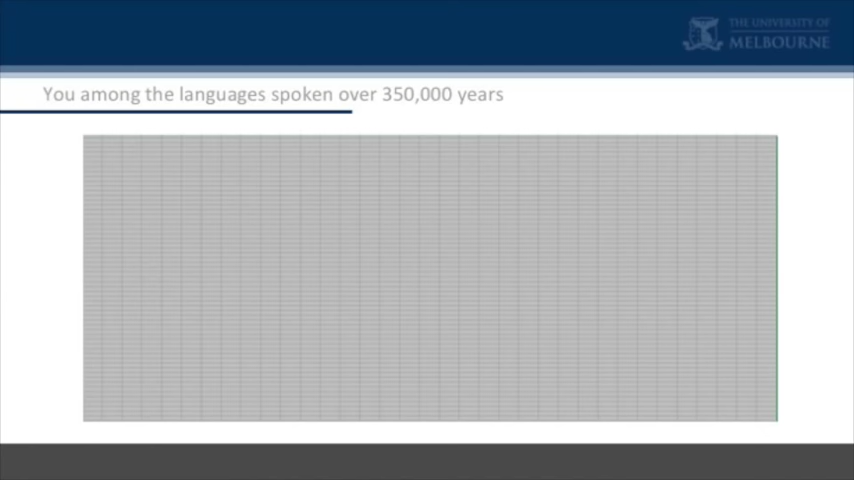 THE UNIVERSITY OF
MELBOURNE
You among the languages spoken over 350,000 years